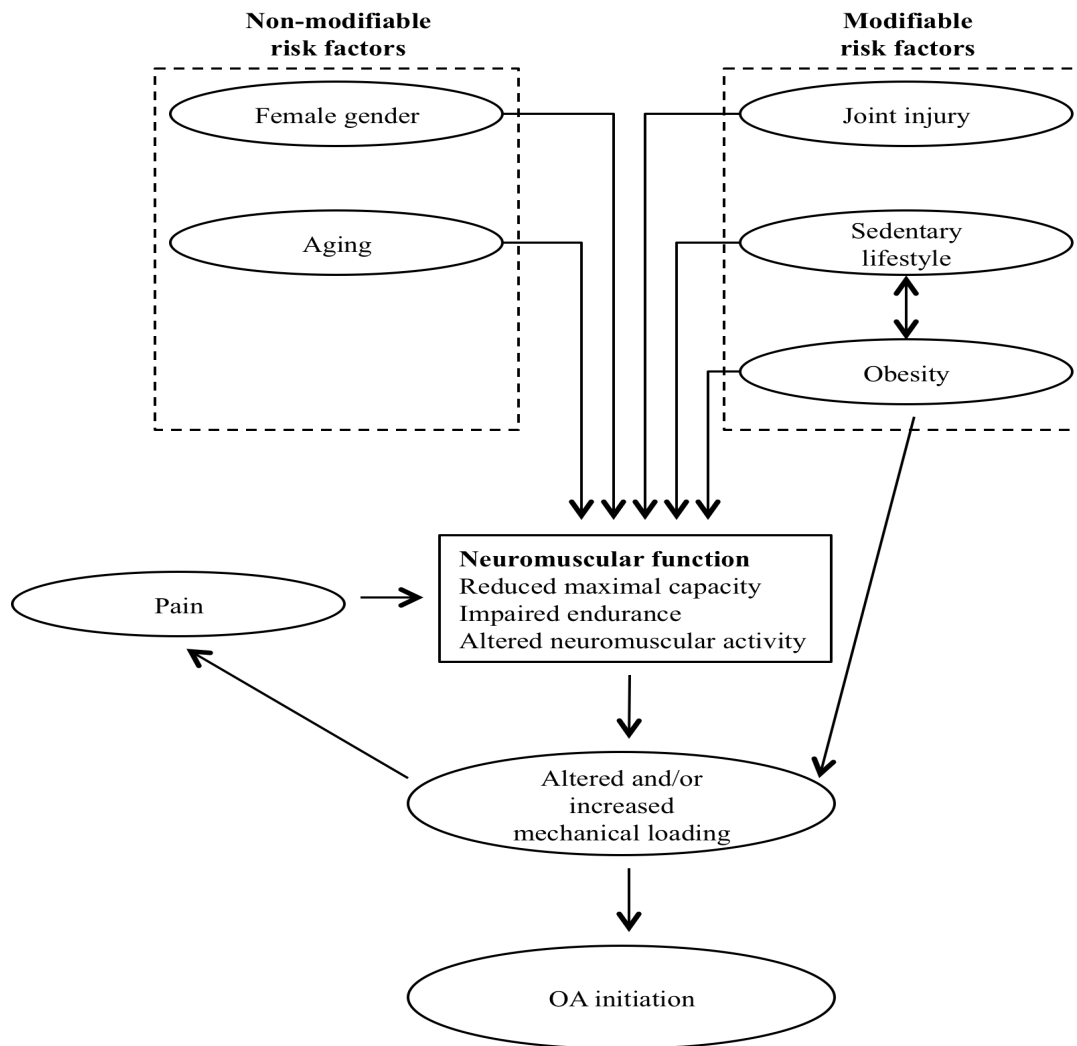 Non-modifiable
risk factors
Modifiable
risk factors
Female gender
Joint injury
Aging
Sedentary
lifestyle
Obesity
Neuromuscular function
Reduced maximal capacity
Impaired endurance
Altered neuromuscular activity
Pain
Altered and/or
increased
mechanical loading
OA initiation